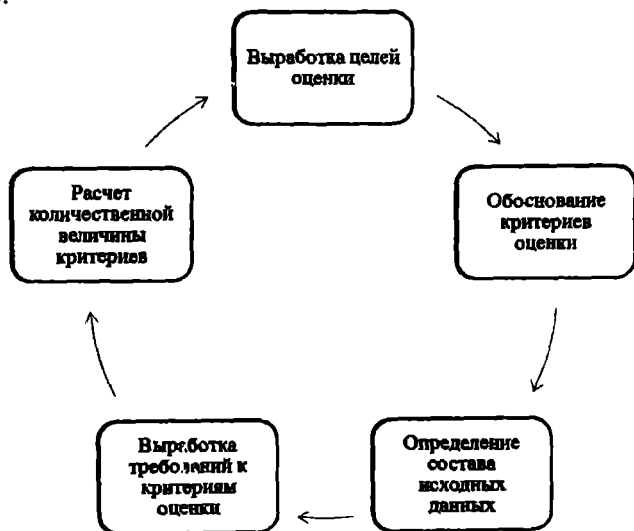 Выработка целей
оценки
Обоснование
критериев
оценки
Определение
состава
исходных
данных
Выработка
требований к
критериям
оценки
Расчет
количественной
величины
критериев